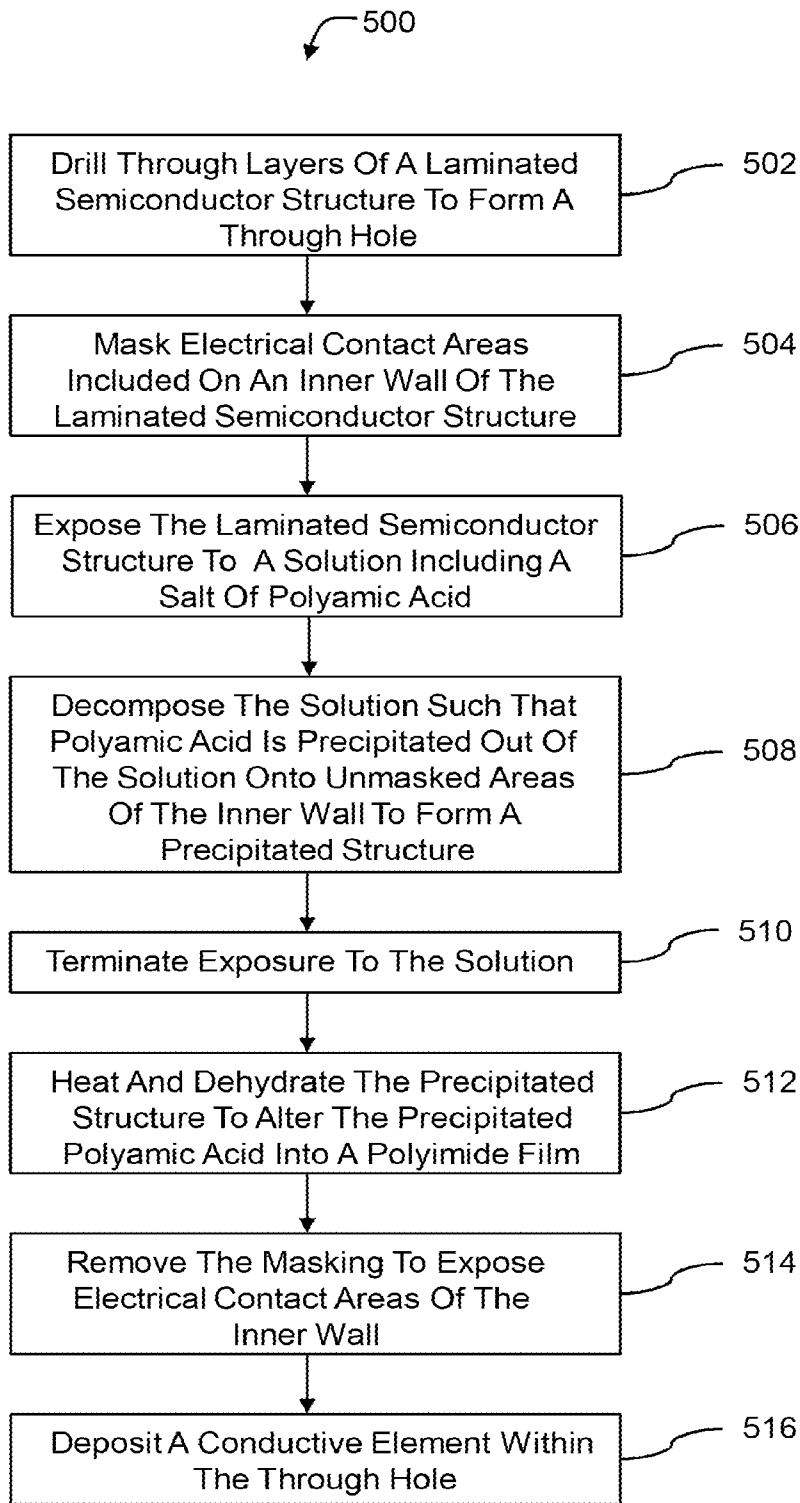 500
Drill Through Layers Of A Laminated
Semiconductor Structure To Form A
Through Hole
502
Mask Electrical Contact Areas
Included On An Inner Wall Of The
Laminated Semiconductor Structure
504
Expose The Laminated Semiconductor
Structure To A Solution Including A
Salt Of Polyamic Acid
506
Decompose The Solution Such That
Polyamic Acid Is Precipitated Out Of
The Solution Onto Unmasked Areas
Of The Inner Wall To Form A
Precipitated Structure
508
Terminate Exposure To The Solution
510
Heat And Dehydrate The Precipitated
Structure To Alter The Precipitated
Polyamic Acid Into A Polyimide Film
512
Remove The Masking To Expose
Electrical Contact Areas Of The
Inner Wall
514
Deposit A Conductive Element Within
The Through Hole
516